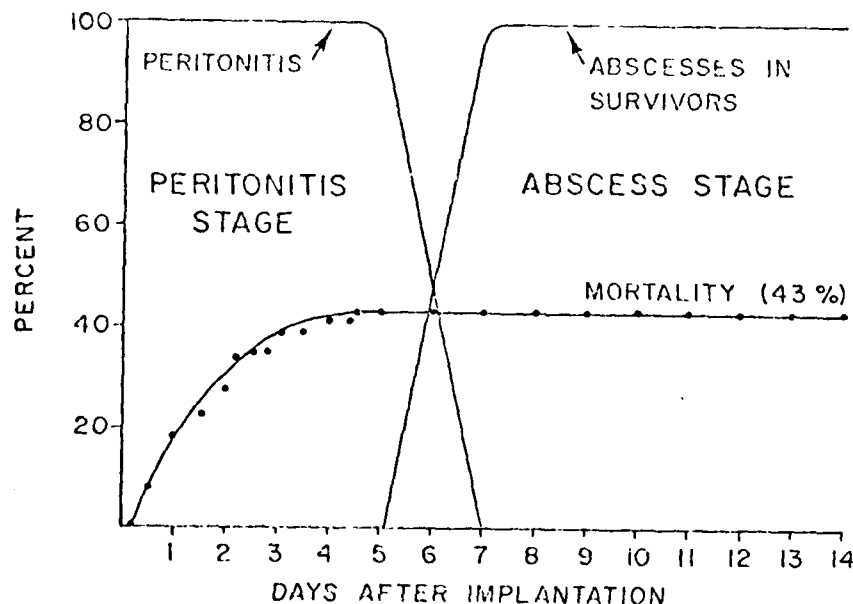 100
80
60
40
20
PERCENT
PERITONITIS
ABSCESSES IN
SURVIVORS
PERITONITIS
STAGE
ABSCESS STAGE
MORTALITY (43%)
1 2 3 4 5 6 7 8 9 10 11 12 13 14
DAYS AFTER IMPLANTATION